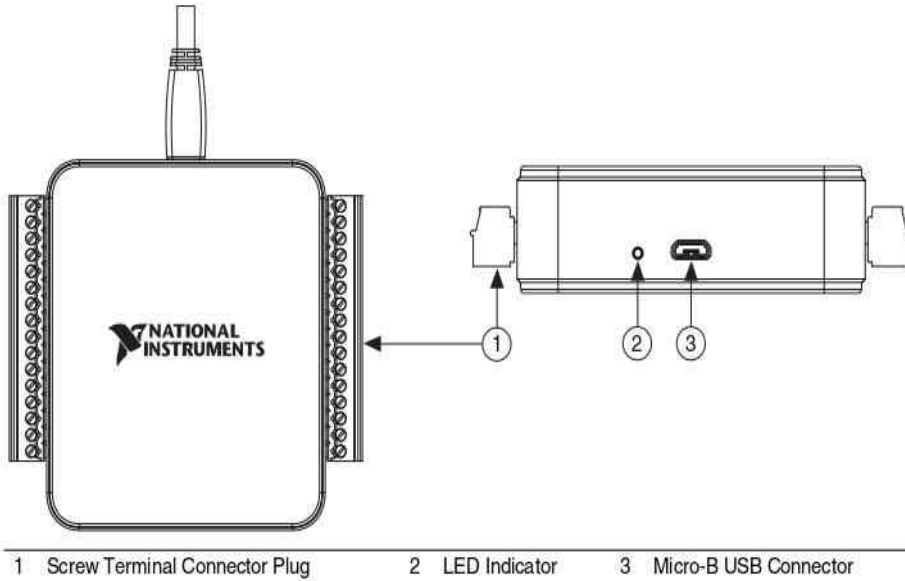 NATIONAL
INSTRUMENTS
1
2
3
1 Screw Terminal Connector Plug 2 LED Indicator 3 Micro-B USB Connector